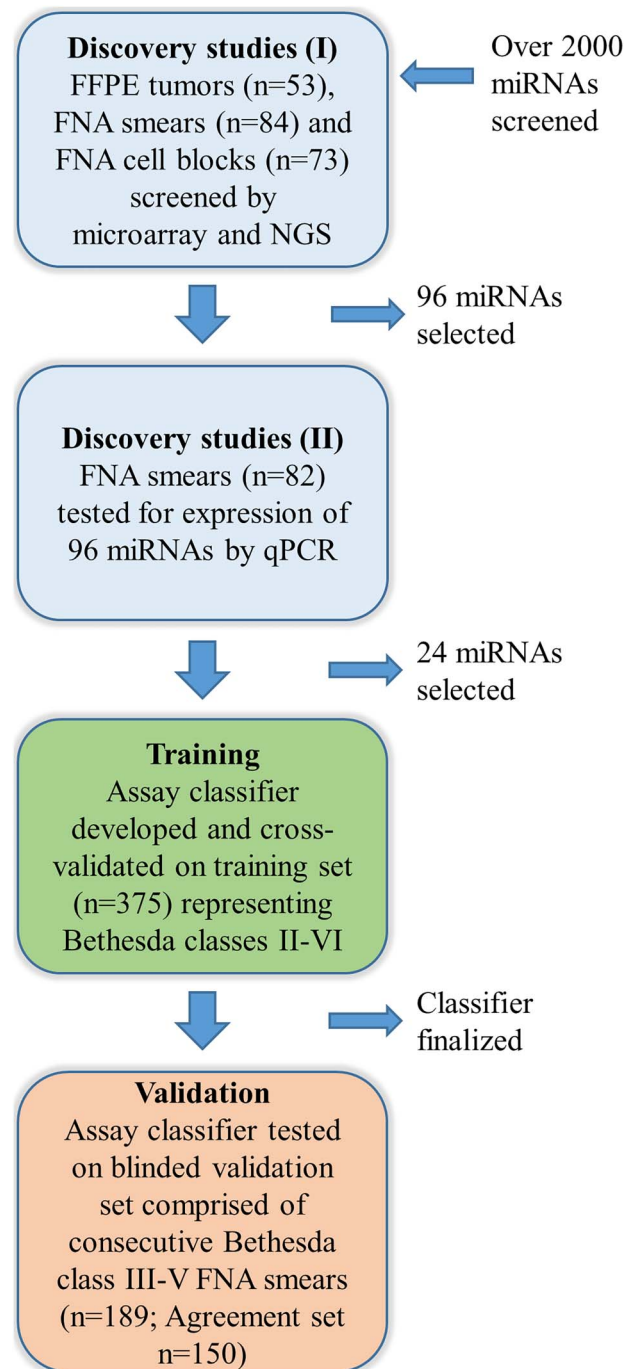 Discovery studies (I)
FFPE tumors (n=53),
FNA smears (n=84) and
FNA cell blocks (n=73)
screened by
microarray and NGS
Over 2000
miRNAs
screened
96 miRNAs
selected
Discovery studies (II)
FNA smears (n=82)
tested for expression of
96 miRNAs by qPCR
24 miRNAs
selected
Training
Assay classifier
developed and cross-
validated on training set
(n=375) representing
Bethesda classes II-VI
Classifier
finalized
Validation
Assay classifier tested
on blinded validation
set comprised of
consecutive Bethesda
class III-V FNA smears
(n=189; Agreement set
n=150)